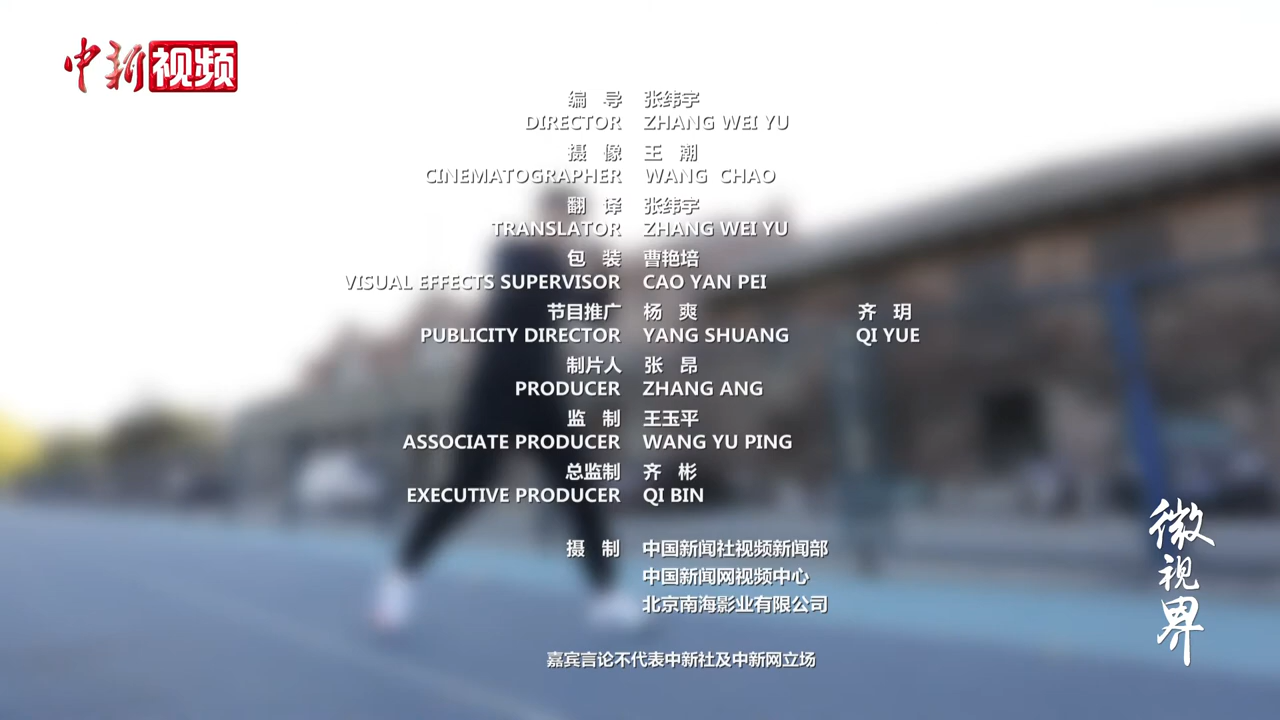 中新视频
编 导 张纬宇
DIRECTOR ZHANG WEI YU
摄 像 王 潮
CINEMATOGRAPHER WANG CHAO
翻 译 张纬宇
TRANSLATOR ZHANG WEI YU
包 装 曹艳培
VISUAL EFFECTS SUPERVISOR CAO YAN PEI
节目推广 杨 爽 齐 玥
PUBLICITY DIRECTOR YANG SHUANG QI YUE
制片人 张 昂
PRODUCER ZHANG ANG
监 制 王玉平
ASSOCIATE PRODUCER WANG YU PING
总监制 齐 彬
EXECUTIVE PRODUCER QI BIN
摄 制 中国新闻社视频新闻部
中国新闻网视频中心
北京南海影业有限公司
嘉宾言论不代表中新社及中新网立场
微视界